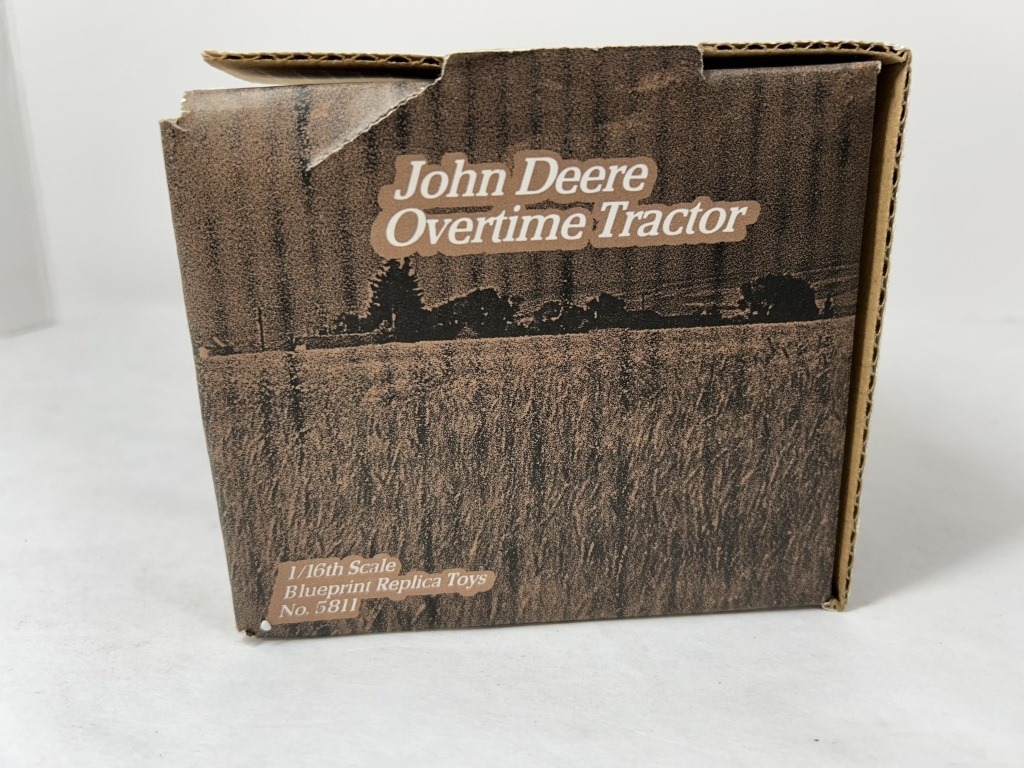 John Deere
Overtime Tractor
1/16th Scale
Blueprint Replica Toys
No. 5811